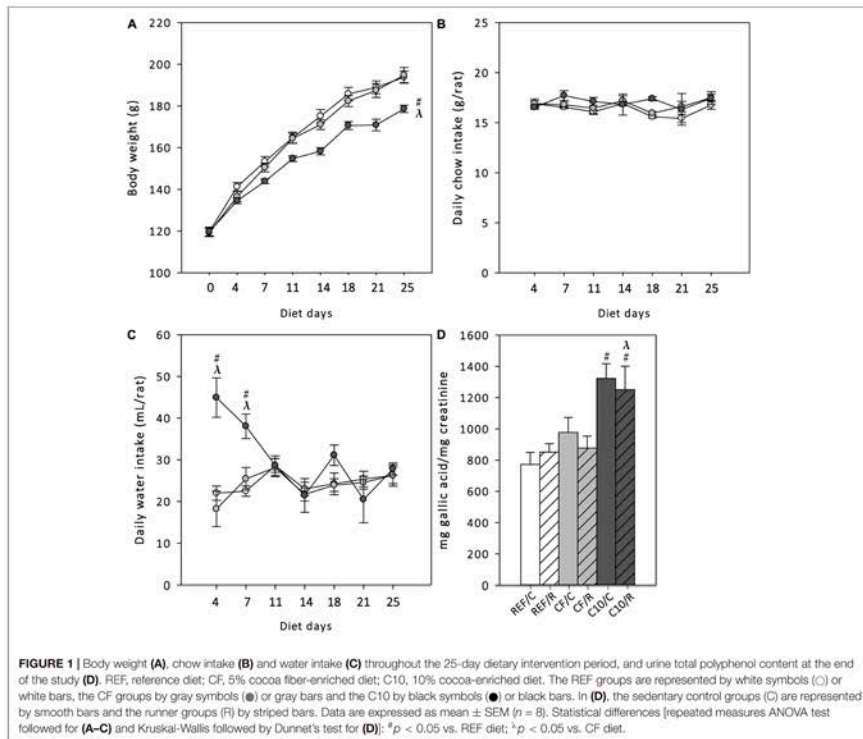 A
220
200
180
160
140
120
100
Body weight (g)
#
λ
0 4 7 11 14 18 21 25
Diet days
B
25
20
15
10
5
0
Daily chow intake (g/rat)
4 7 11 14 18 21 25
Diet days
C
60
50
40
30
20
10
0
Daily water intake (mL/rat)
#
λ
#
λ
4 7 11 14 18 21 25
Diet days
D
1600
1400
1200
1000
800
600
400
200
0
mg gallic acid/mg creatinine
#
λ
#
REF/C REF/R CF/C CF/R C10/C C10/R
FIGURE 1 | Body weight (A), chow intake (B) and water intake (C) throughout the 25-day dietary intervention period, and urine total polyphenol content at the end
of the study (D). REF, reference diet; CF, 5% cocoa fiber-enriched diet; C10, 10% cocoa-enriched diet. The REF groups are represented by white symbols (○) or
white bars, the CF groups by gray symbols (●) or gray bars and the C10 by black symbols (●) or black bars. In (D), the sedentary control groups (C) are represented
by smooth bars and the runner groups (R) by striped bars. Data are expressed as mean ± SEM (n = 8). Statistical differences [repeated measures ANOVA test
followed for (A–C) and Kruskal-Wallis followed by Dunnet's test for (D)]: #p < 0.05 vs. REF diet; λp < 0.05 vs. CF diet.